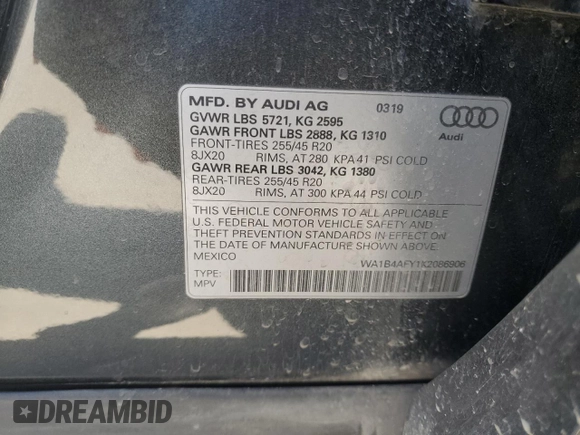 MFD. BY AUDI AG 0319
GVWR LBS 5721, KG 2595
GAWR FRONT LBS 2888, KG 1310
FRONT-TIRES 255/45 R20
8JX20 RIMS, AT 280 KPA 41 PSI COLD
GAWR REAR LBS 3042, KG 1380
REAR-TIRES 255/45 R20
8JX20 RIMS, AT 300 KPA 44 PSI COLD
Audi
THIS VEHICLE CONFORMS TO ALL APPLICABLE
U.S. FEDERAL MOTOR VEHICLE SAFETY AND
THEFT PREVENTION STANDARDS IN EFFECT ON
THE DATE OF MANUFACTURE SHOWN ABOVE.
MEXICO
WA1B4AFY1K2086906
TYPE:
MPV
DREAMBID